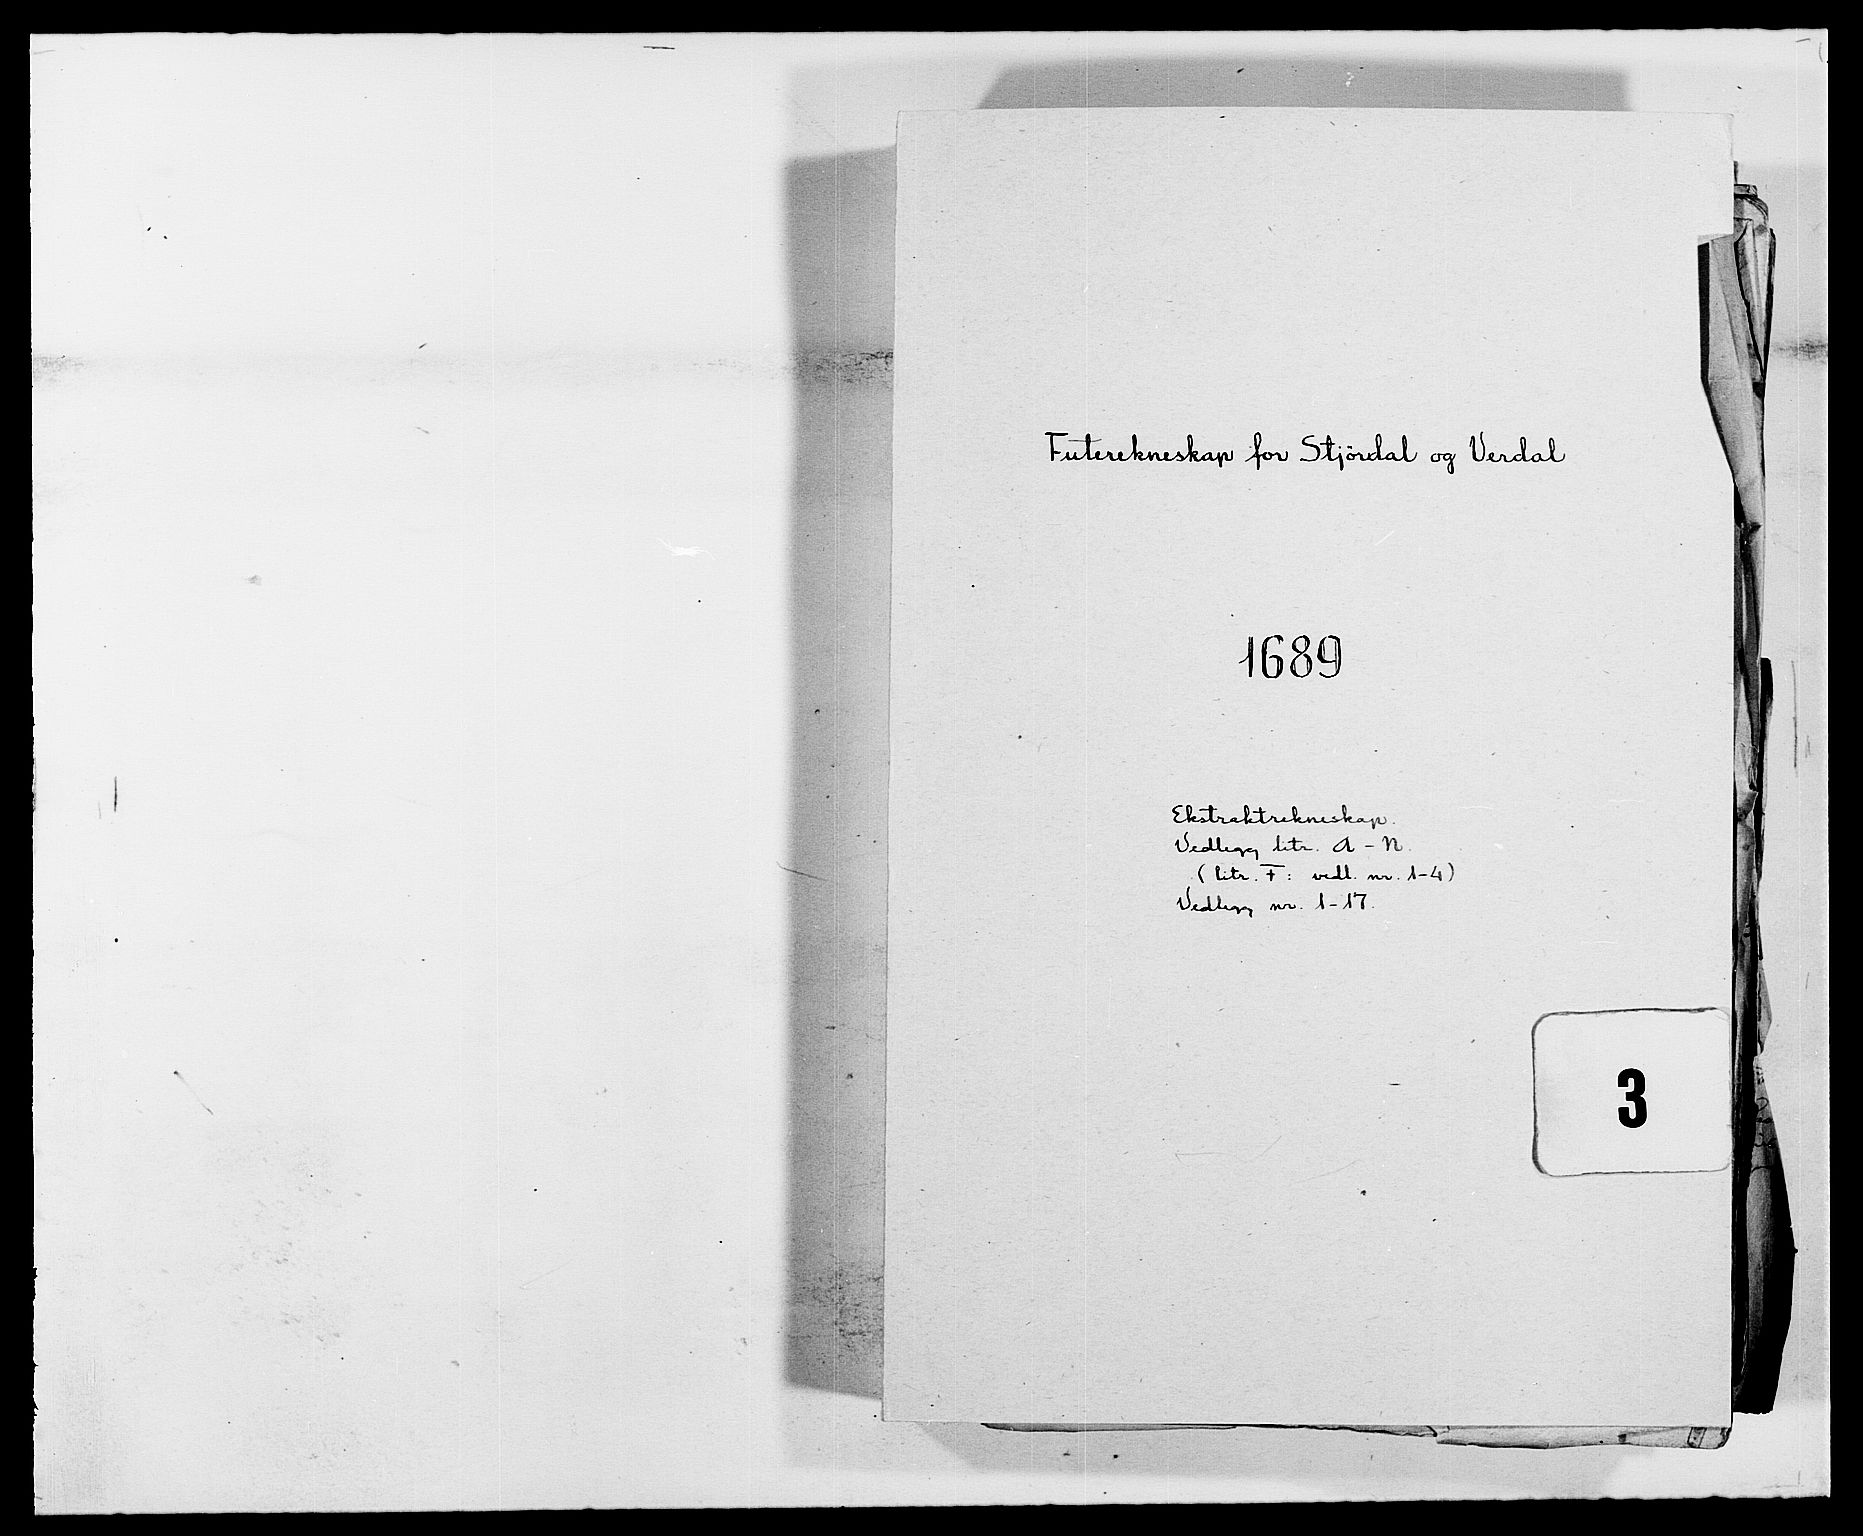 Futerekneskap for Stjördal og Verdal
1689
Ekstraktrekneskap.
Vedlegg litr. A - N.
( litr. F: vedl. nr. 1-4)
Vedlegg nr. 1-17.
3